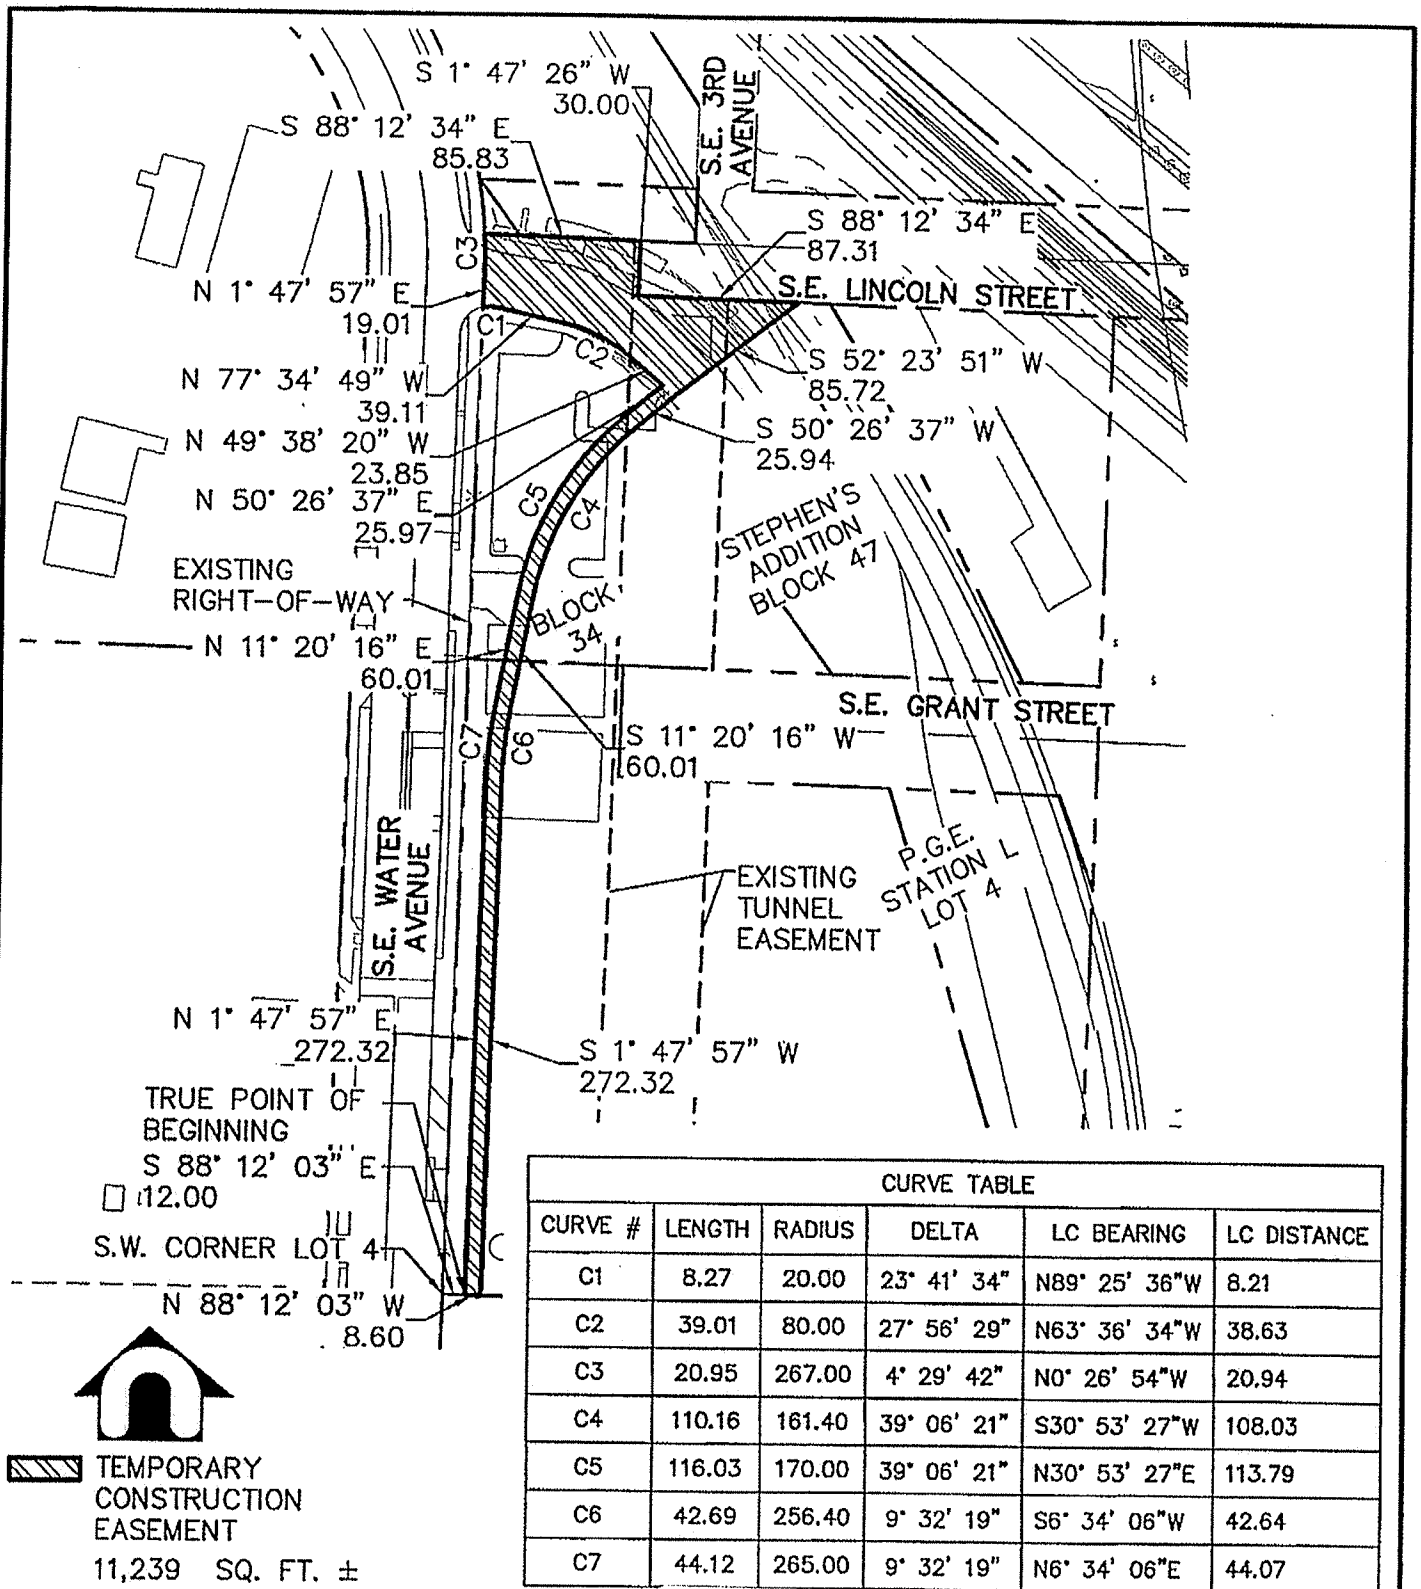 S 1° 47' 26" W
30.00
S.E. 3RD
AVENUE
S 88° 12' 34" E
85.83
S 88° 12' 34" E
87.31
C3
S.E. LINCOLN STREET
N 1° 47' 57" E
19.01
C1
C2
S 52° 23' 51" W
85.72
N 77° 34' 49" W
39.11
S 50° 26' 37" W
25.94
N 49° 38' 20" W
23.85
N 50° 26' 37" E
25.97
C5
C4
STEPHEN'S
ADDITION
BLOCK 47
EXISTING
RIGHT-OF-WAY
BLOCK
34
N 11° 20' 16" E
60.01
S.E. GRANT STREET
C7
C6
S 11° 20' 16" W
60.01
S.E. WATER
AVENUE
P.G.E.
STATION L
LOT 4
EXISTING
TUNNEL
EASEMENT
N 1° 47' 57" E
272.32
S 1° 47' 57" W
272.32
TRUE POINT OF
BEGINNING
S 88° 12' 03" E
12.00
S.W. CORNER LOT 4
N 88° 12' 03" W
8.60
CURVE TABLE
CURVE # LENGTH RADIUS DELTA LC BEARING LC DISTANCE
C1 8.27 20.00 23° 41' 34" N89° 25' 36"W 8.21
C2 39.01 80.00 27° 56' 29" N63° 36' 34"W 38.63
C3 20.95 267.00 4° 29' 42" N0° 26' 54"W 20.94
C4 110.16 161.40 39° 06' 21" S30° 53' 27"W 108.03
C5 116.03 170.00 39° 06' 21" N30° 53' 27"E 113.79
C6 42.69 256.40 9° 32' 19" S6° 34' 06"W 42.64
C7 44.12 265.00 9° 32' 19" N6° 34' 06"E 44.07
TEMPORARY
CONSTRUCTION
EASEMENT
11,239 SQ. FT. ±